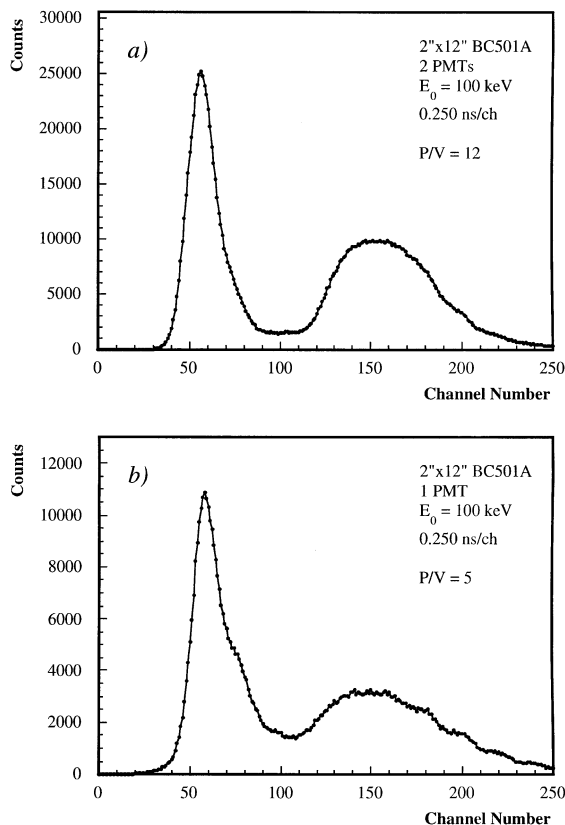 Counts
30000
a)
2"x12" BC501A
2 PMTs
25000
E0 = 100 keV
0.250 ns/ch
20000
P/V = 12
15000
10000
5000
0
0 50 100 150 200 250
Channel Number
Counts
12000
b)
2"x12" BC501A
1 PMT
10000
E0 = 100 keV
0.250 ns/ch
8000
P/V = 5
6000
4000
2000
0
0 50 100 150 200 250
Channel Number